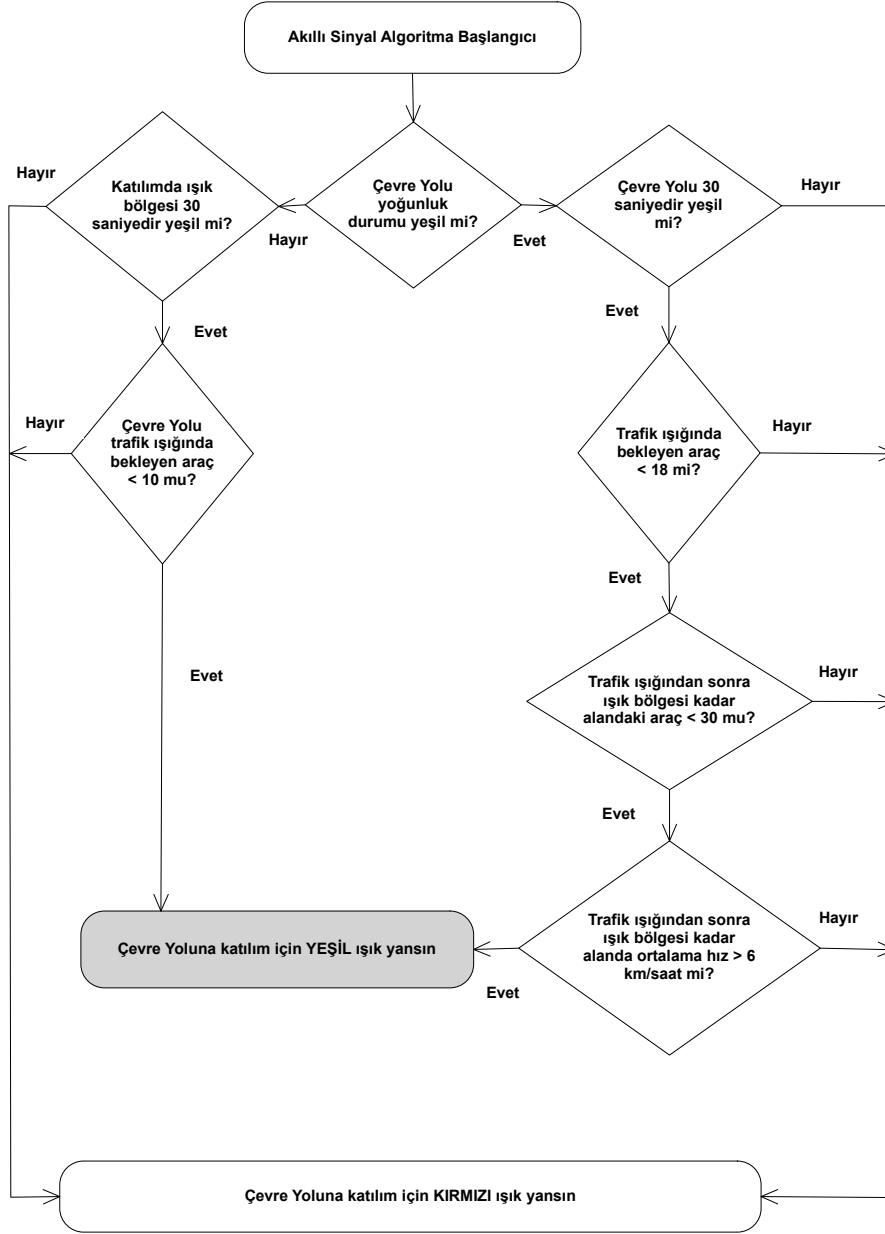 Akıllı Sinyal Algoritma Başlangıcı
Hayır
Katılımda ışık
bölgesi 30
saniyedir yeşil mi?
Hayır
Çevre Yolu
yoğunluk
durumu yeşil mi?
Evet
Çevre Yolu 30
saniyedir yeşil
mi?
Hayır
Evet
Evet
Hayır
Çevre Yolu
trafik ışığında
bekleyen araç
< 10 mu?
Trafik ışığında
bekleyen araç
< 18 mi?
Hayır
Evet
Evet
Trafik ışığından sonra
ışık bölgesi kadar
alandaki araç < 30 mu?
Hayır
Evet
Çevre Yoluna katılım için YEŞİL ışık yansın
Evet
Trafik ışığından sonra
ışık bölgesi kadar
alanda ortalama hız > 6
km/saat mi?
Hayır
Çevre Yoluna katılım için KIRMIZI ışık yansın